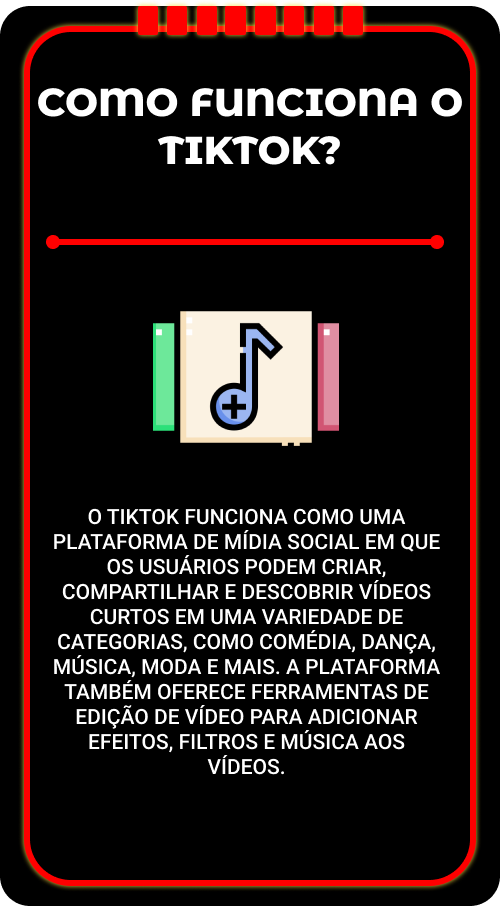 COMO FUNCIONA O
TIKTOK?
O TIKTOK FUNCIONA COMO UMA
PLATAFORMA DE MÍDIA SOCIAL EM QUE
OS USUÁRIOS PODEM CRIAR,
COMPARTILHAR E DESCOBRIR VÍDEOS
CURTOS EM UMA VARIEDADE DE
CATEGORIAS, COMO COMÉDIA, DANÇA,
MÚSICA, MODA E MAIS. A PLATAFORMA
TAMBÉM OFERECE FERRAMENTAS DE
EDIÇÃO DE VÍDEO PARA ADICIONAR
EFEITOS, FILTROS E MÚSICA AOS
VÍDEOS.